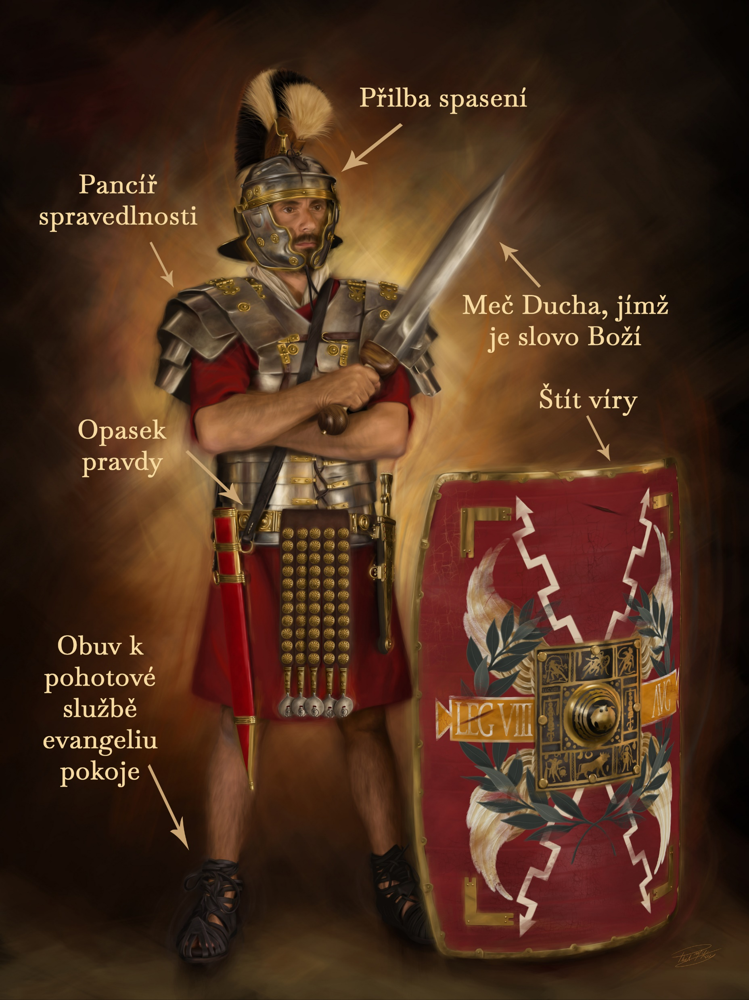 Přilba spasení
Pancíř
spravedlnosti
Meč Ducha, jímž
je slovo Boží
Štít víry
Opasek
pravdy
Obuv k
pohotové
službě
evangeliu
pokoje
LEG VIII AVG